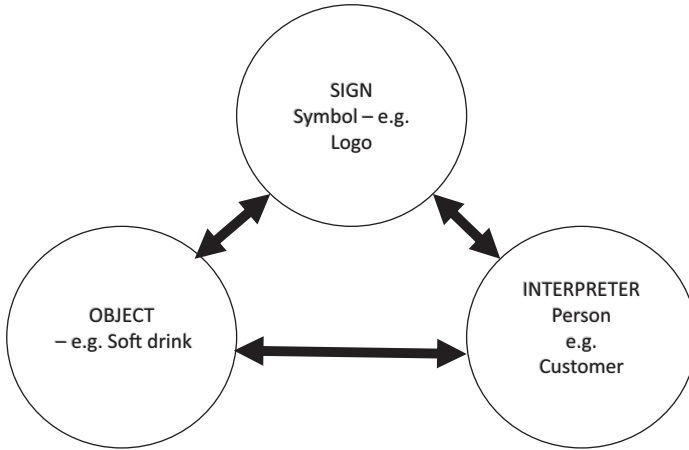 SIGN
Symbol – e.g.
Logo
OBJECT
– e.g. Soft drink
INTERPRETER
Person
e.g.
Customer